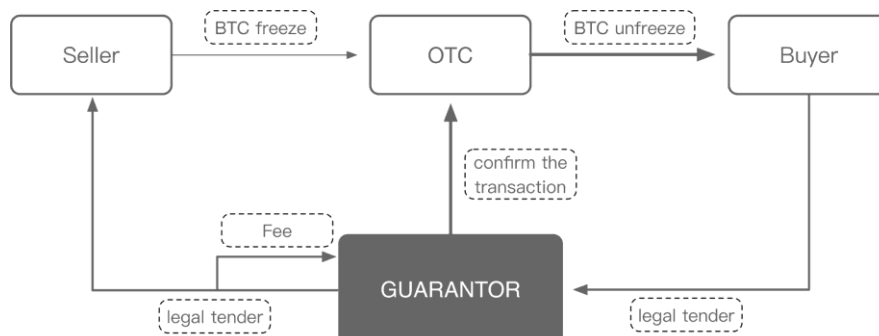 BTC freeze
BTC unfreeze
Seller
OTC
Buyer
confirm the
transaction
Fee
GUARANTOR
legal tender
legal tender